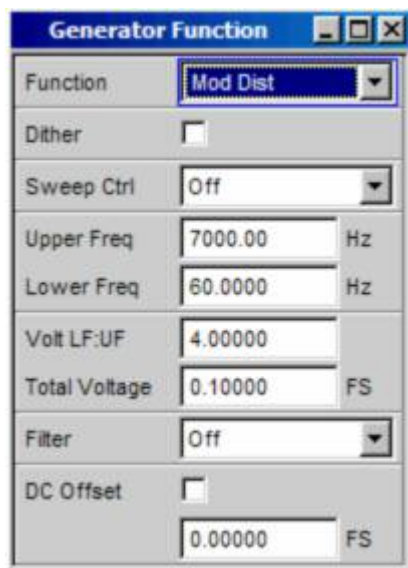 Generator Function
Function Mod Dist
Dither
Sweep Ctrl Off
Upper Freq 7000.00 Hz
Lower Freq 60.0000 Hz
Volt LF:UF 4.00000
Total Voltage 0.10000 FS
Filter Off
DC Offset
0.00000 FS